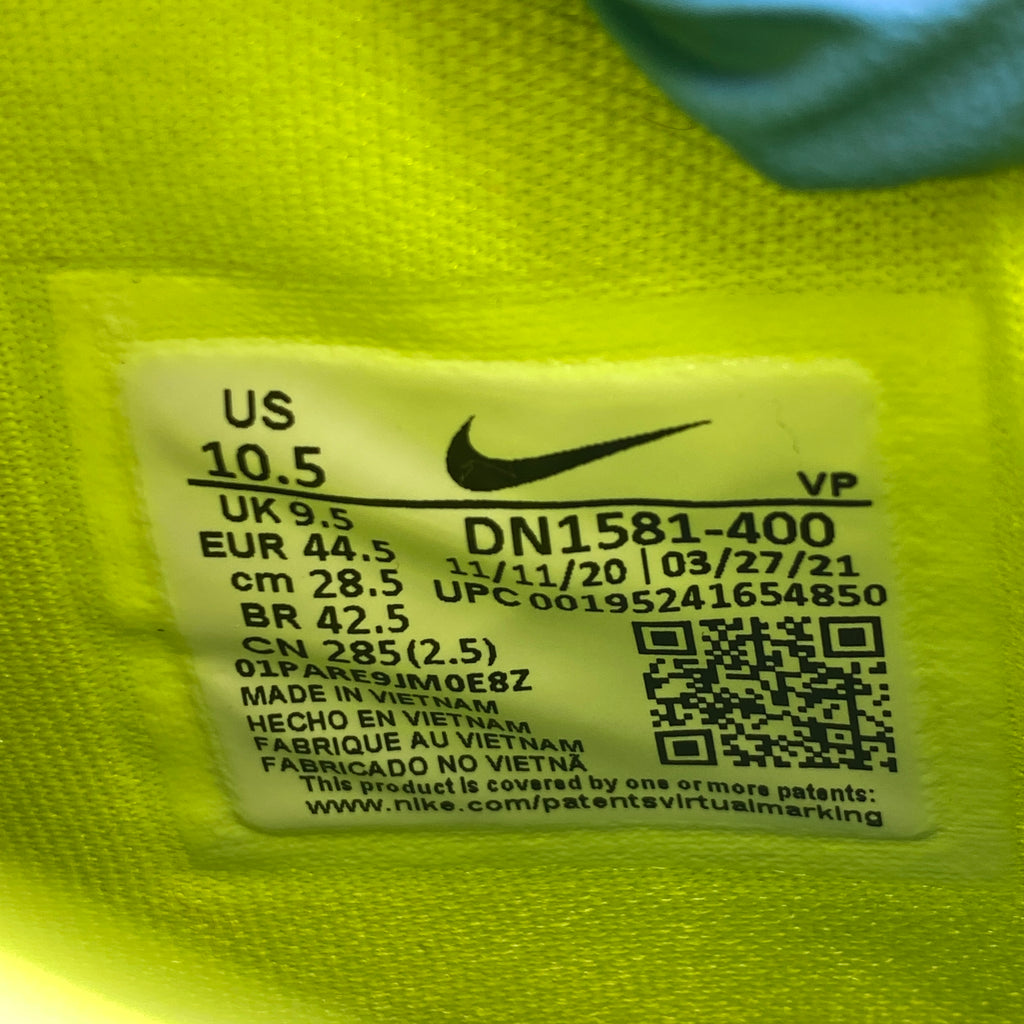 US
10.5
VP
UK 9.5
EUR 44.5
cm 28.5
BR 42.5
CN 285(2.5)
01PARE9JM0E8Z
MADE IN VIETNAM
HECHO EN VIETNAM
FABRIQUE AU VIETNAM
FABRICADO NO VIETNÃ
DN1581-400
11/11/20 | 03/27/21
UPC 00195241654850
This product is covered by one or more patents:
www.nike.com/patentsvirtualmarking